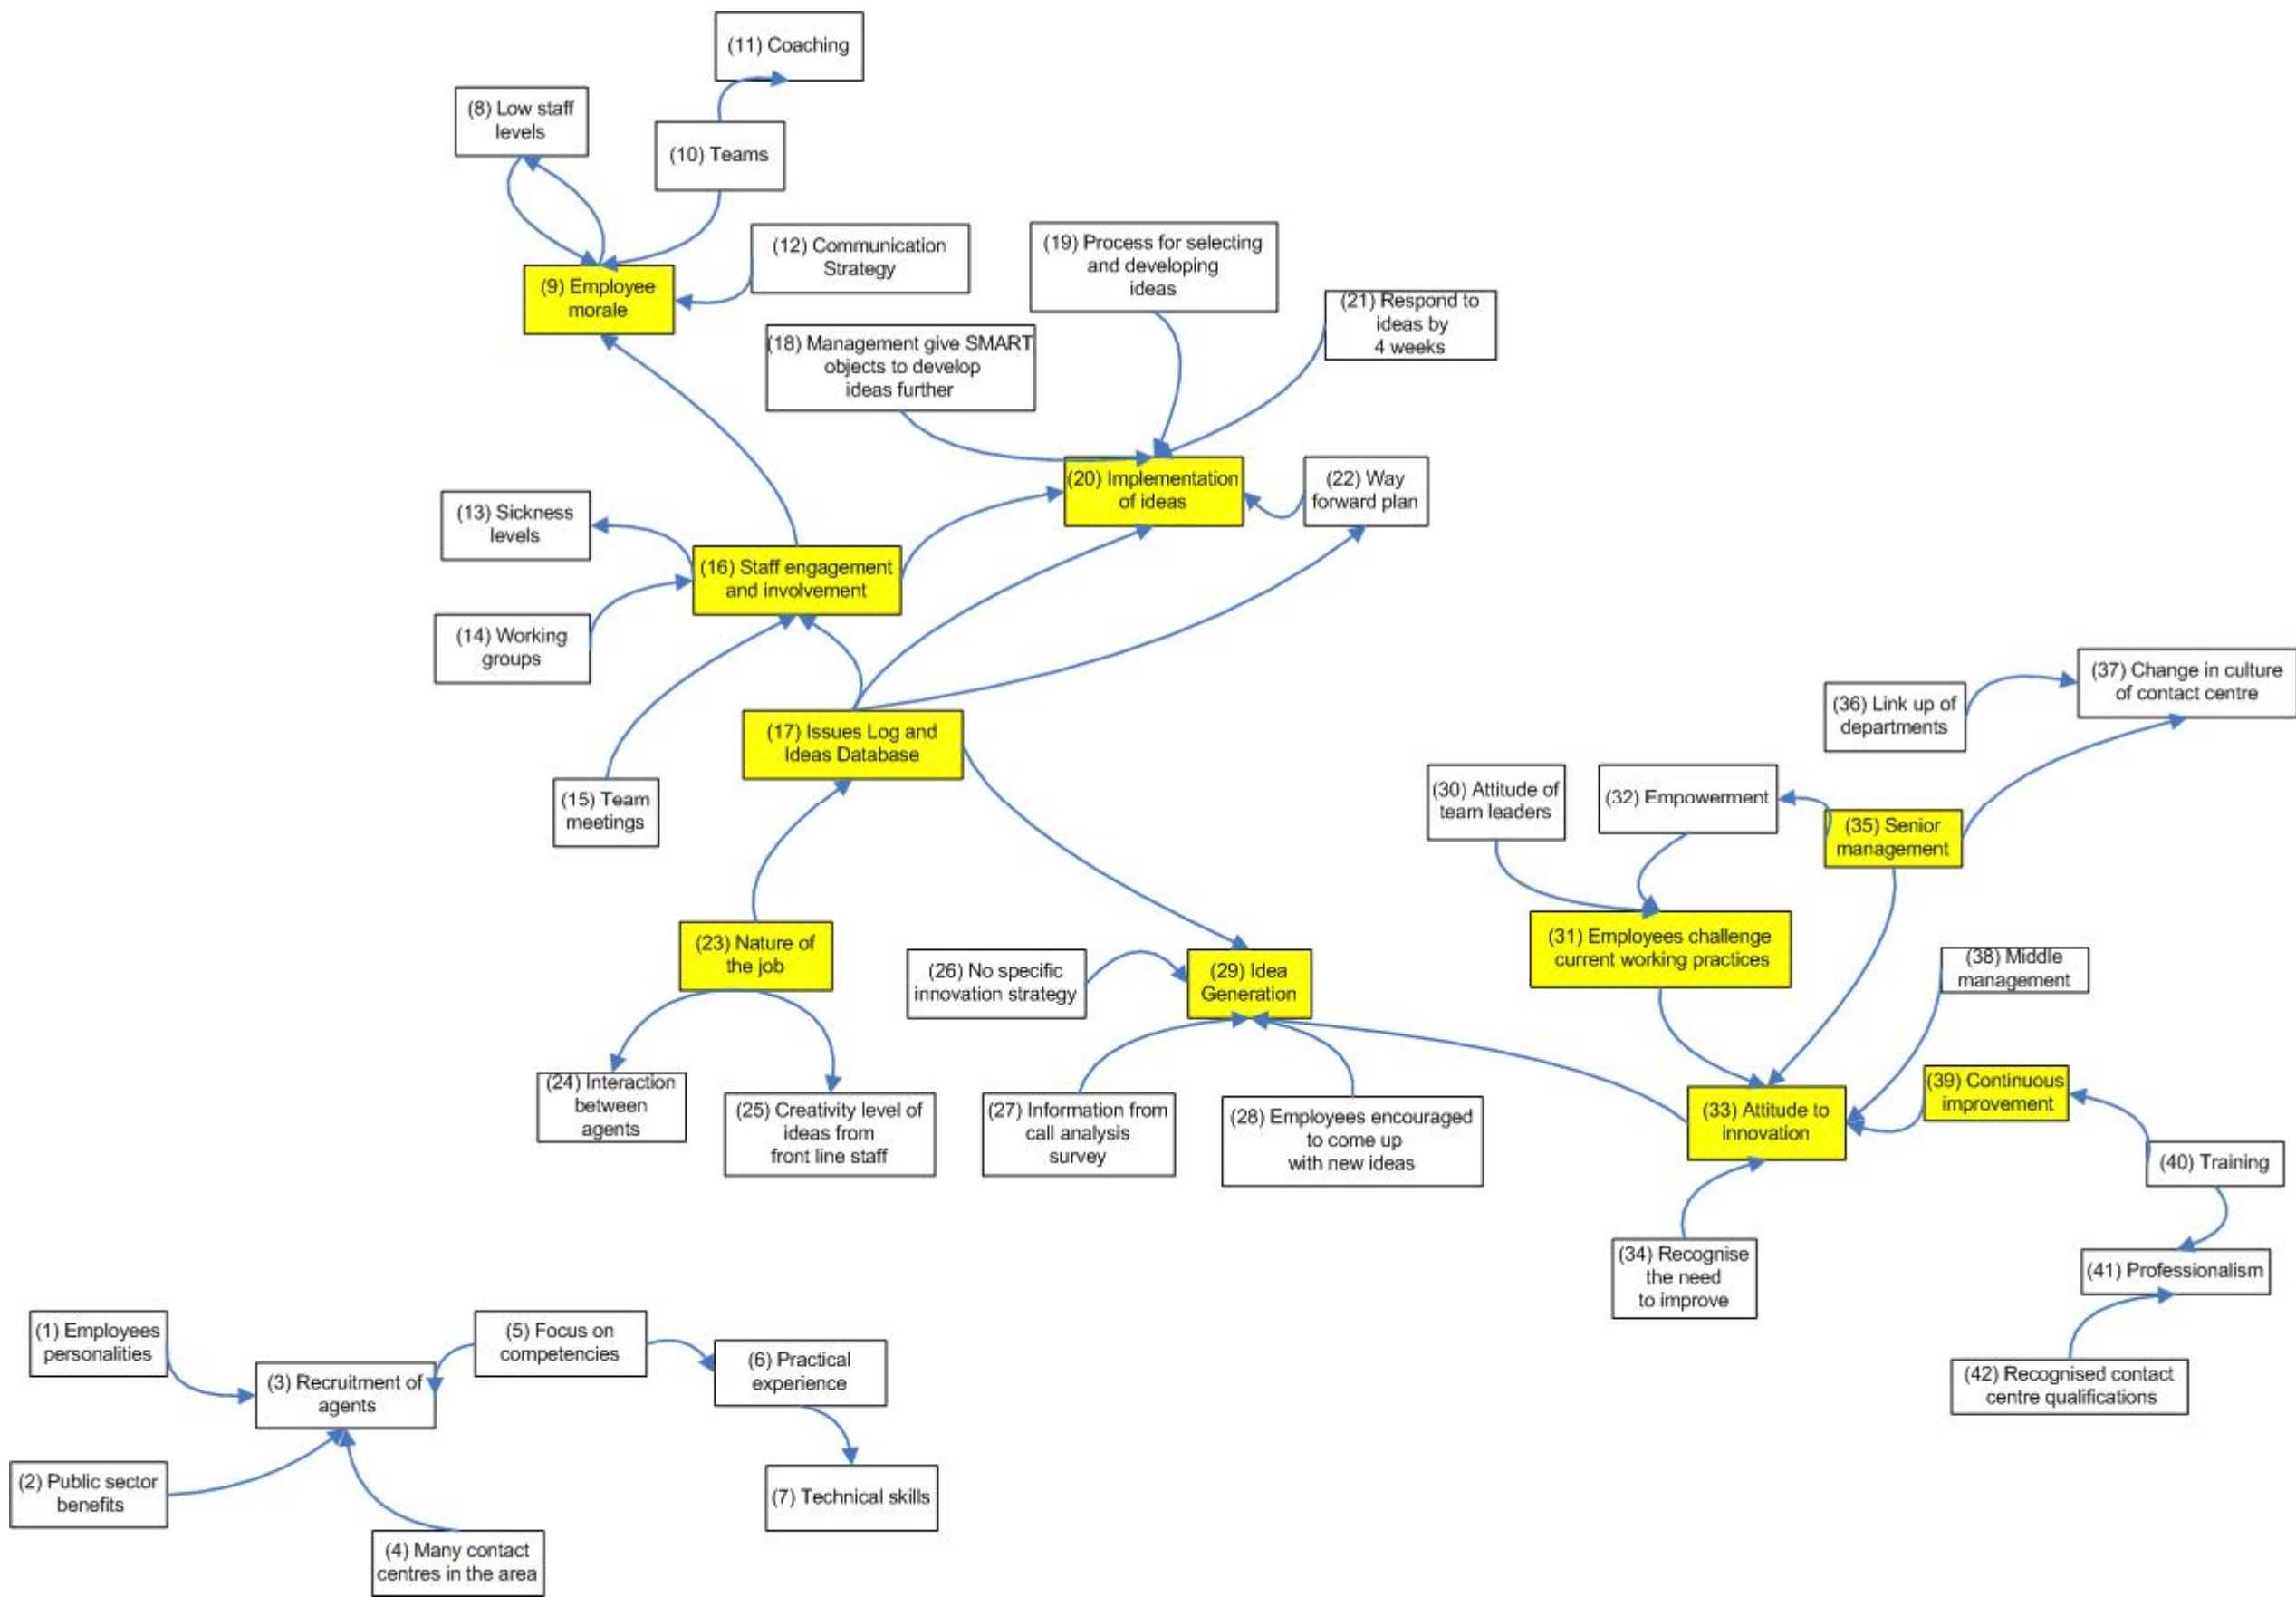 (11) Coaching
(8) Low staff
levels
(10) Teams
(12) Communication
Strategy
(19) Process for selecting
and developing
ideas
(9) Employee
morale
(21) Respond to
ideas by
4 weeks
(18) Management give SMART
objects to develop
ideas further
(20) Implementation
of ideas
(22) Way
forward plan
(13) Sickness
levels
(16) Staff engagement
and involvement
(14) Working
groups
(37) Change in culture
of contact centre
(36) Link up of
departments
(17) Issues Log and
Ideas Database
(15) Team
meetings
(30) Attitude of
team leaders
(32) Empowerment
(35) Senior
management
(23) Nature of
the job
(26) No specific
innovation strategy
(29) Idea
Generation
(31) Employees challenge
current working practices
(38) Middle
management
(24) Interaction
between
agents
(25) Creativity level of
ideas from
front line staff
(27) Information from
call analysis
survey
(28) Employees encouraged
to come up
with new ideas
(33) Attitude to
innovation
(39) Continuous
improvement
(40) Training
(34) Recognise
the need
to improve
(41) Professionalism
(1) Employees
personalities
(5) Focus on
competencies
(6) Practical
experience
(3) Recruitment of
agents
(42) Recognised contact
centre qualifications
(2) Public sector
benefits
(7) Technical skills
(4) Many contact
centres in the area